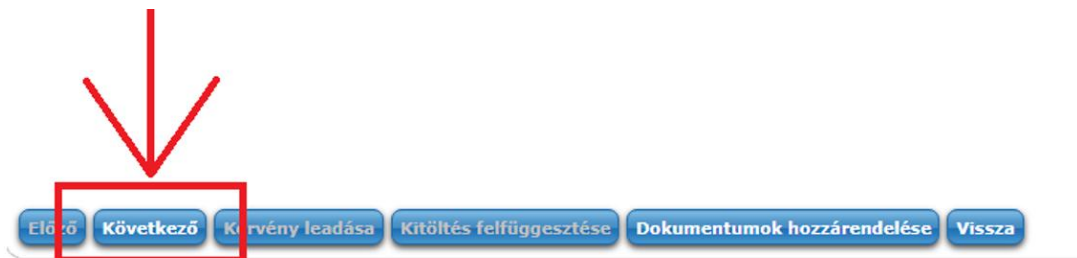 Előző Következő Kérvény leadása Kitöltés felfüggesztése Dokumentumok hozzárendelése Vissza